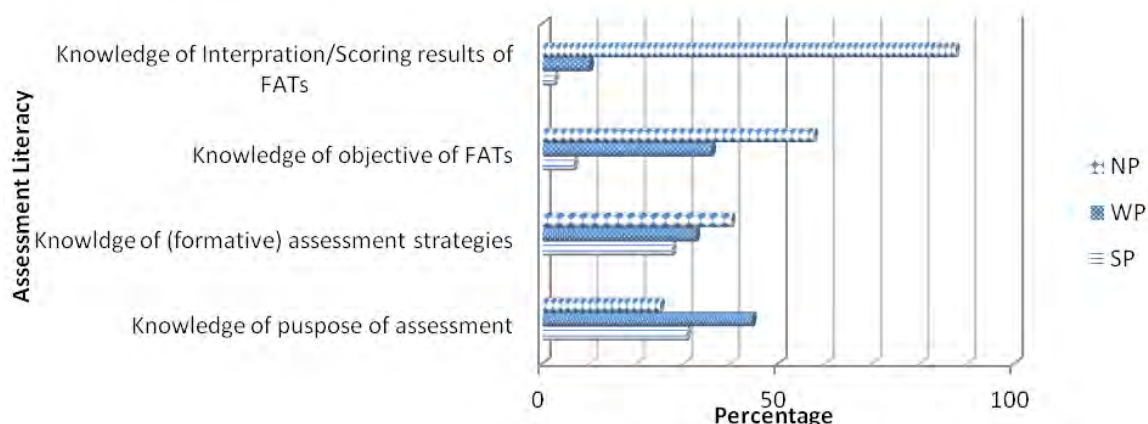 Assessment Literacy
Knowledge of Interpration/Scoring results of
FATs
Knowledge of objective of FATs
Knowldge of (formative) assessment strategies
Knowledge of puspose of assessment
0
50
100
Percentage
NP
WP
SP